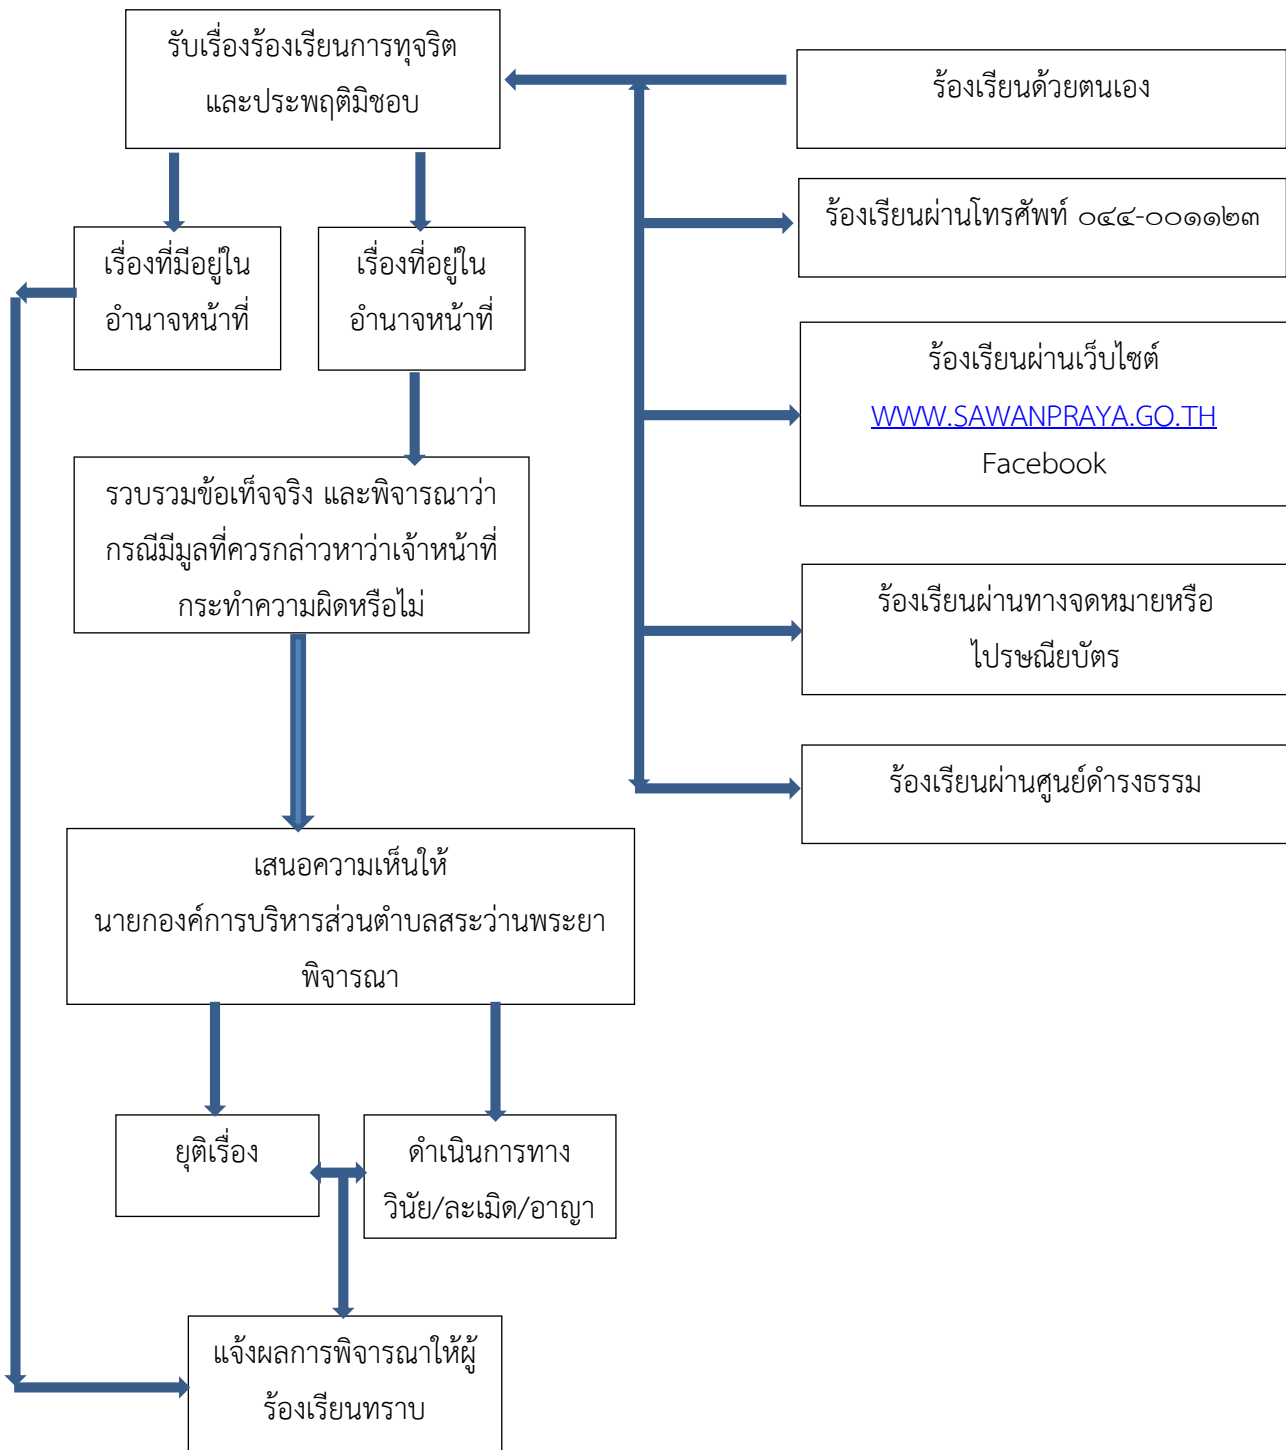 รับเรื่องร้องเรียนการทุจริต
และประพฤติมิชอบ
ร้องเรียนด้วยตนเอง
ร้องเรียนผ่านโทรศัพท์ ๐๔๔-๐๐๑๑๒๓
เรื่องที่มีอยู่ใน
อำนาจหน้าที่
เรื่องที่อยู่ใน
อำนาจหน้าที่
ร้องเรียนผ่านเว็บไซต์
WWW.SAWANPRAYA.GO.TH
Facebook
รวบรวมข้อเท็จจริง และพิจารณาว่า
กรณีมีมูลที่ควรกล่าวหาว่าเจ้าหน้าที่
กระทำความผิดหรือไม่
ร้องเรียนผ่านทางจดหมายหรือ
ไปรษณียบัตร
ร้องเรียนผ่านศูนย์ดำรงธรรม
เสนอความเห็นให้
นายกองค์การบริหารส่วนตำบลสระว่านพระยา
พิจารณา
ยุติเรื่อง
ดำเนินการทาง
วินัย/ละเมิด/อาญา
แจ้งผลการพิจารณาให้ผู้
ร้องเรียนทราบ